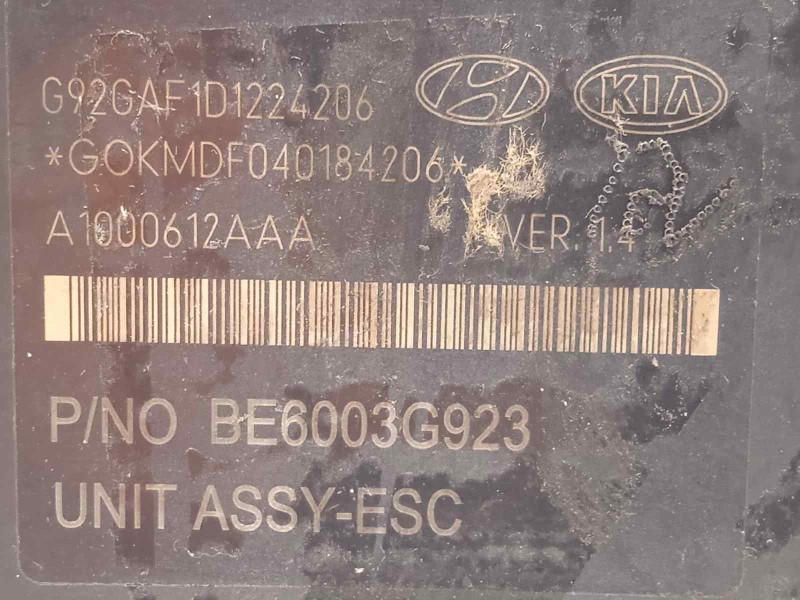 G92GAF1D1224206
KIA
*GOKMDF040184206*
A1000612AAA VER. 1.4
P/NO BE6003G923
UNIT ASSY-ESC